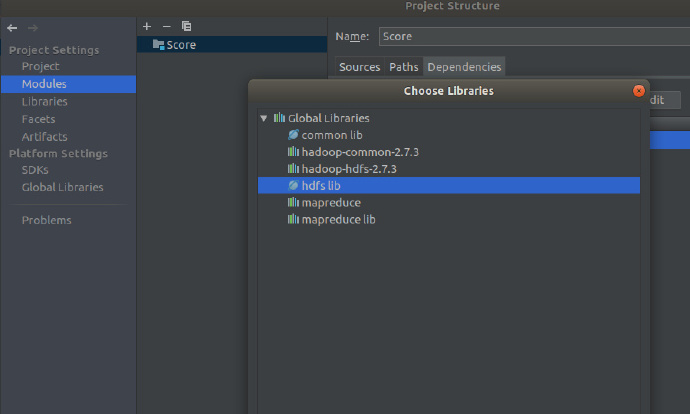 Project Structure
Project Settings
Project
Modules
Libraries
Facets
Artifacts
Platform Settings
SDKs
Global Libraries
Problems
Score
Name: Score
Sources Paths Dependencies
dit
Choose Libraries
Global Libraries
common lib
hadoop-common-2.7.3
hadoop-hdfs-2.7.3
hdfs lib
mapreduce
mapreduce lib